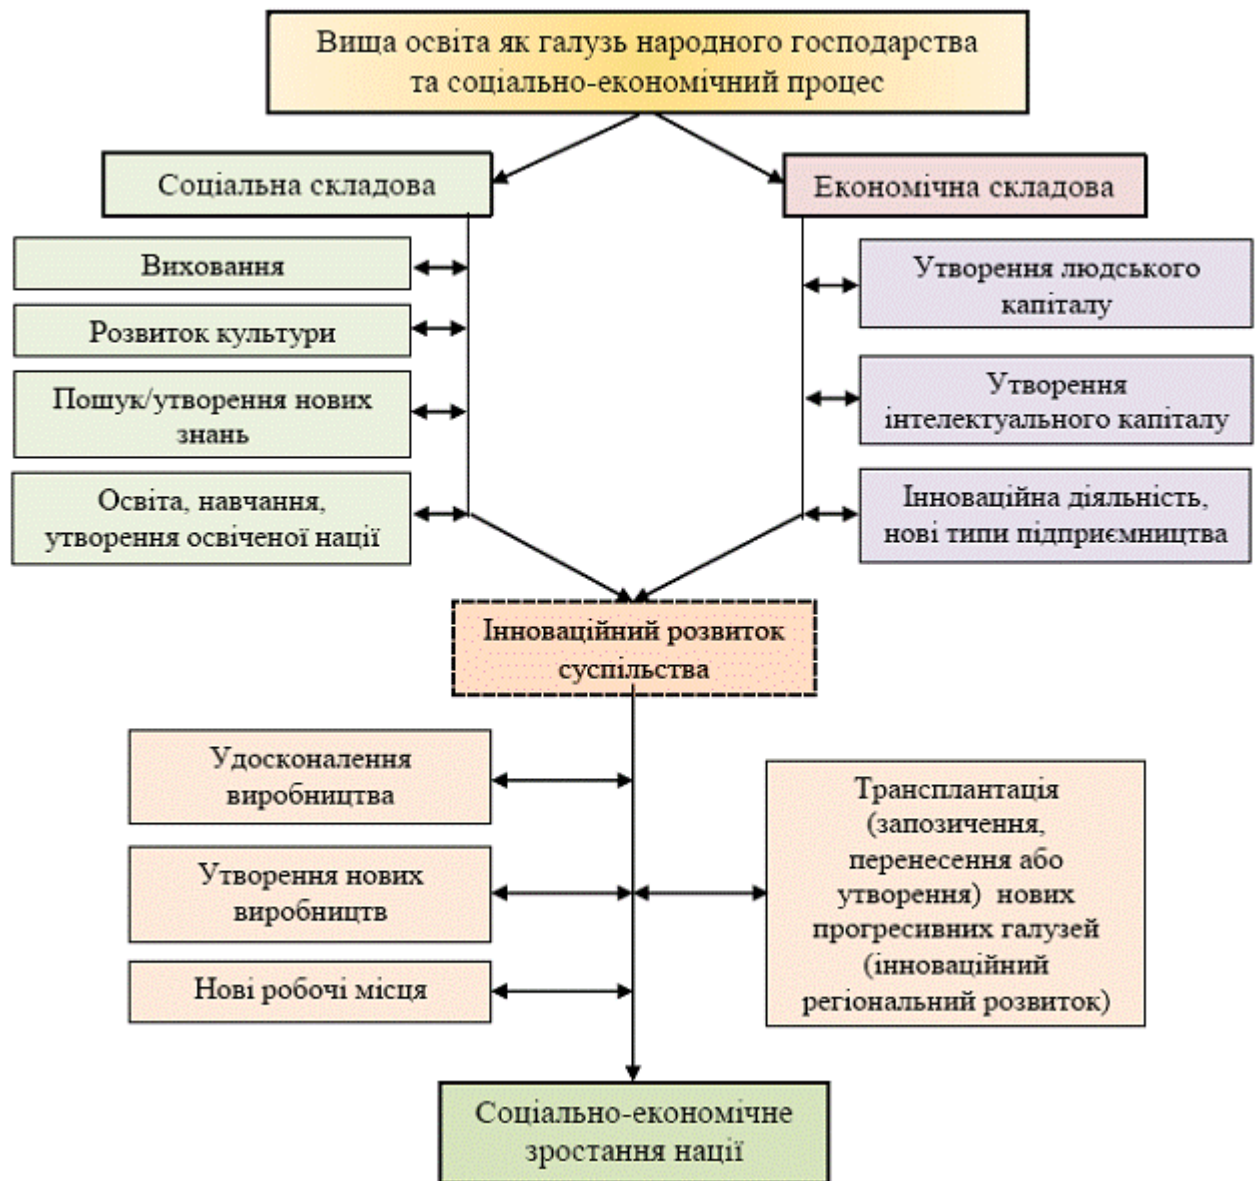 Вища освіта як галузь народного господарства
та соціально-економічний процес
Соціальна складова
Економічна складова
Виховання
Розвиток культури
Пошук/утворення нових
знань
Освіта, навчання,
утворення освіченої нації
Утворення людського
капіталу
Утворення
інтелектуального капіталу
Інноваційна діяльність,
нові типи підприємництва
Інноваційний розвиток
суспільства
Удосконалення
виробництва
Утворення нових
виробництв
Нові робочі місця
Трансплантація
(запозичення,
перенесення або
утворення) нових
прогресивних галузей
(інноваційний
регіональний розвиток)
Соціально-економічне
зростання нації